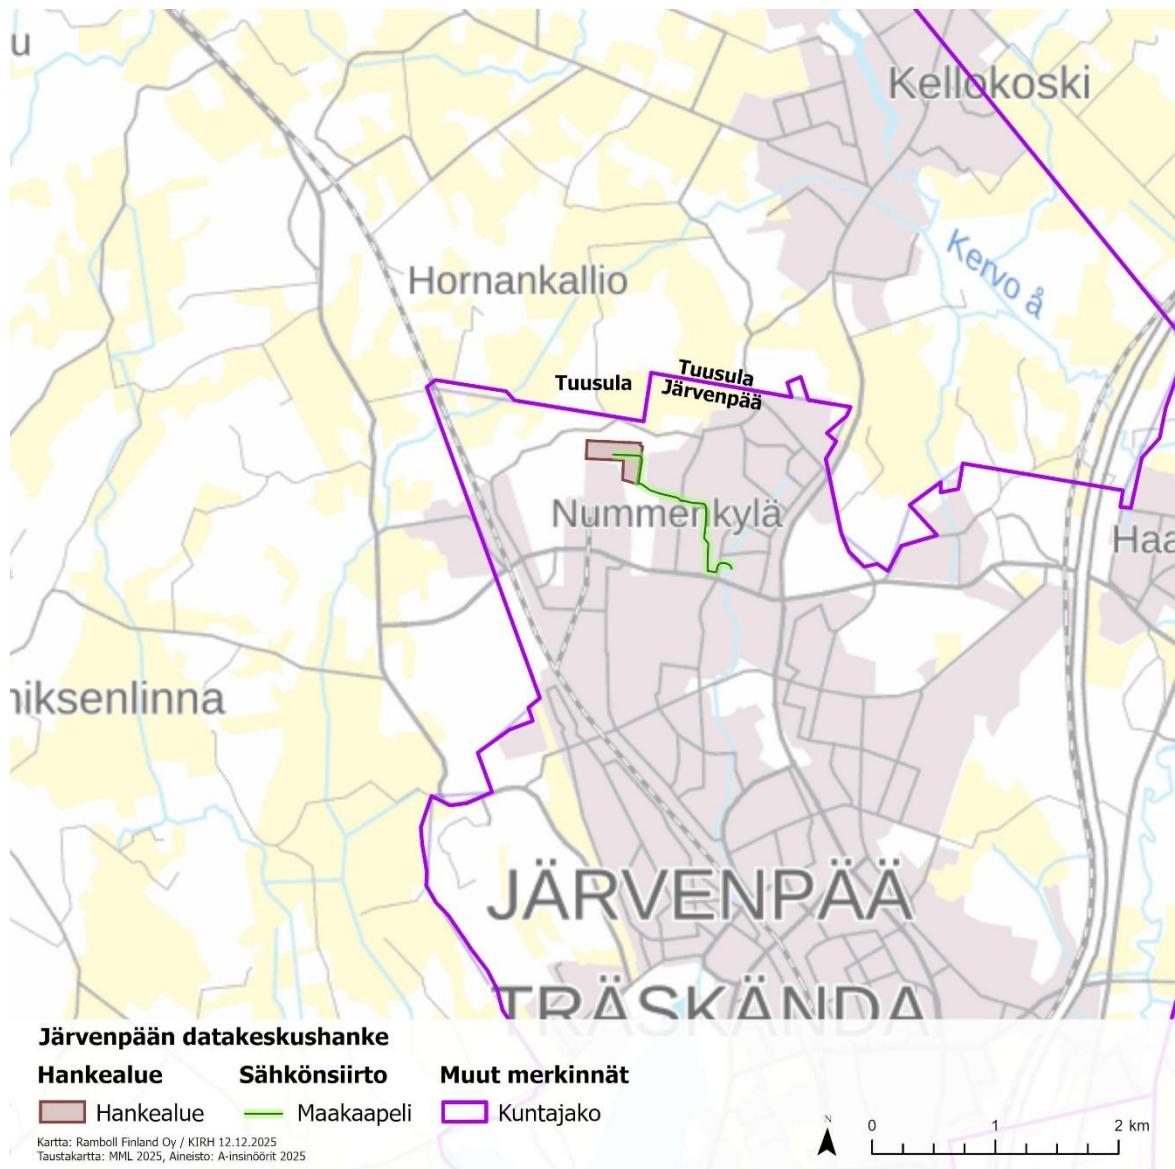 u
Kellokoski
Kervo å
Hornankallio
Tuusula
Tuusula
Järvenpää
Nummenkylä
Haa
niksenlinna
JÄRVENPÄÄ
TRÄSKÄNDA
Järvenpään datakeskushanke
Hankealue Sähkönsiirto Muut merkinnät
Hankealue Maakaapeli Kuntajako
Kartta: Ramboll Finland Oy / KIRH 12.12.2025
Taustakartta: MML 2025, Aineisto: A-insinöörit 2025
N
0 1 2 km